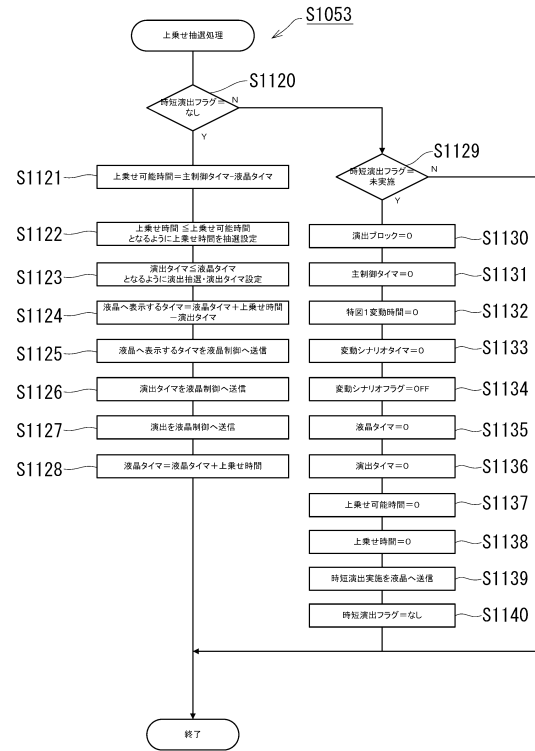 S1053
上乗せ抽選処理
S1120
時短演出フラグ=
なし
N
Y
S1121
上乗せ可能時間=主制御タイマ-液晶タイマ
S1122
上乗せ時間 ≦上乗せ可能時間
となるように上乗せ時間を抽選設定
S1123
演出タイマ≦液晶タイマ
となるように演出抽選・演出タイマ設定
S1124
液晶へ表示するタイマ=液晶タイマ+上乗せ時間
-演出タイマ
S1125
液晶へ表示するタイマを液晶制御へ送信
S1126
演出タイマを液晶制御へ送信
S1127
演出を液晶制御へ送信
S1128
液晶タイマ=液晶タイマ+上乗せ時間
S1129
時短演出フラグ=
未実施
N
Y
演出ブロック=0
S1130
主制御タイマ=0
S1131
特図1変動時間=0
S1132
変動シナリオタイマ=0
S1133
変動シナリオフラグ=OFF
S1134
液晶タイマ=0
S1135
演出タイマ=0
S1136
上乗せ可能時間=0
S1137
上乗せ時間=0
S1138
時短演出実施を液晶へ送信
S1139
時短演出フラグ=なし
S1140
終了